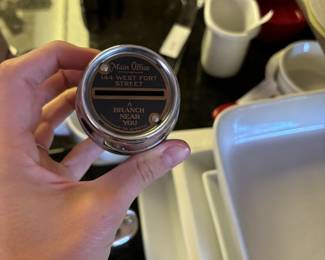 Main Office
144 WEST FORT
STREET
A
BRANCH
NEAR
YOU